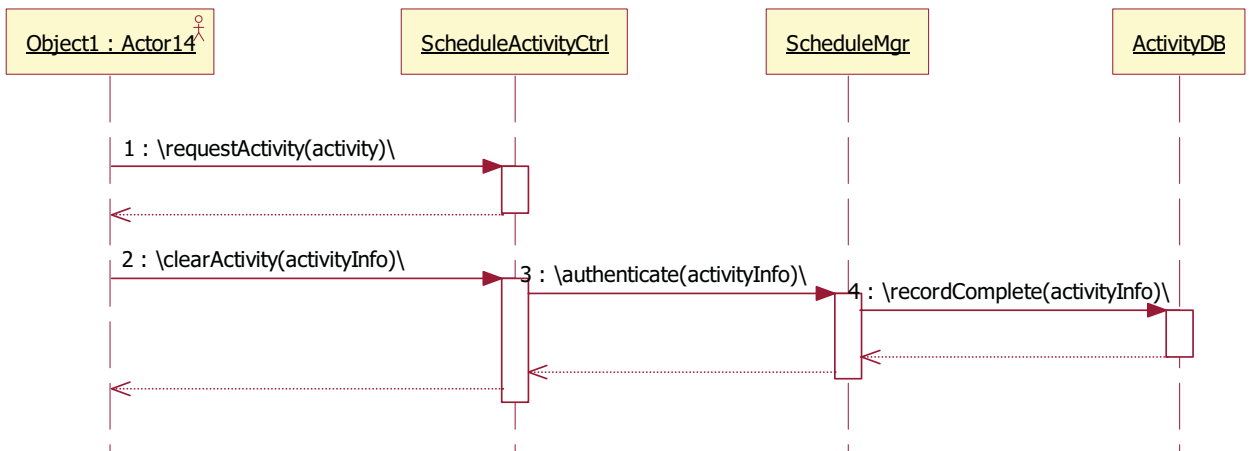 Object1 : Actor14
ScheduleActivityCtrl
ScheduleMgr
ActivityDB
1 : \requestActivity(activity)\
2 : \clearActivity(activityInfo)\
3 : \authenticate(activityInfo)\
4 : \recordComplete(activityInfo)\